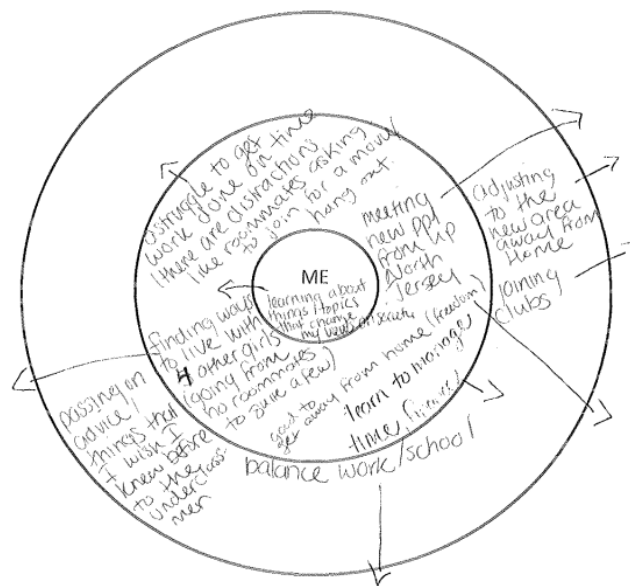 a struggle to get
work done on time
(there are distractions
like roommates asking
to join for a movie/
hang out.
meeting
new ppl
from up
North
Jersey
adjusting
to the
new area
away from
Home
joining
clubs
ME
learning about
things/topics
that change
my views on society
finding ways
to live with
4 other girls
(going from
no roommates
to quite a few)
good to
get away from home (freedom)
learn to manage
time
balance work/school
passing on
advice/
things that
I wish I
knew before
to the
underclass
men